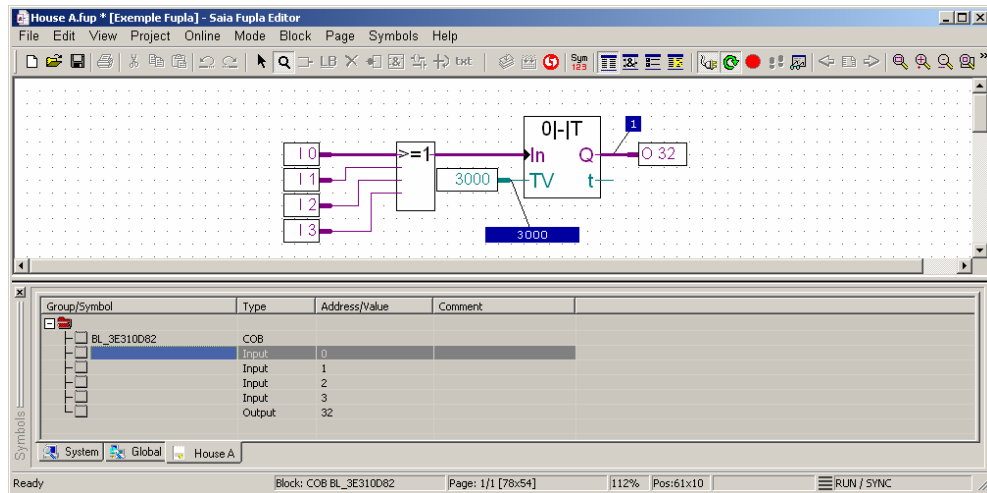 House A.fup * [Exemple Fupla] - Saia Fupla Editor
File Edit View Project Online Mode Block Page Symbols Help
LB txt Sym 123
0|-|T
1
I 0 >=1 In Q O 32
I 1 3000 TV t
I 2
I 3
3000
Group/Symbol Type Address/Value Comment
BL_3E310D82 COB
Input 0
Input 1
Input 2
Input 3
Output 32
Symbols
System Global House A
Ready Block: COB BL_3E310D82 Page: 1/1 [78x54] 112% Pos:61x10 RUN / SYNC